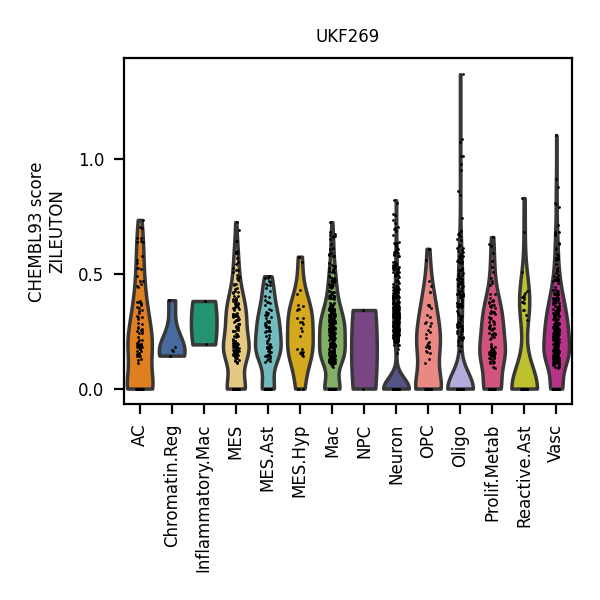 UKF269
CHEMBL93 score
ZILEUTON
1.0
0.5
0.0
AC
Chromatin.Reg
Inflammatory.Mac
MES
MES.Ast
MES.Hyp
Mac
NPC
Neuron
OPC
Oligo
Prolif.Metab
Reactive.Ast
Vasc